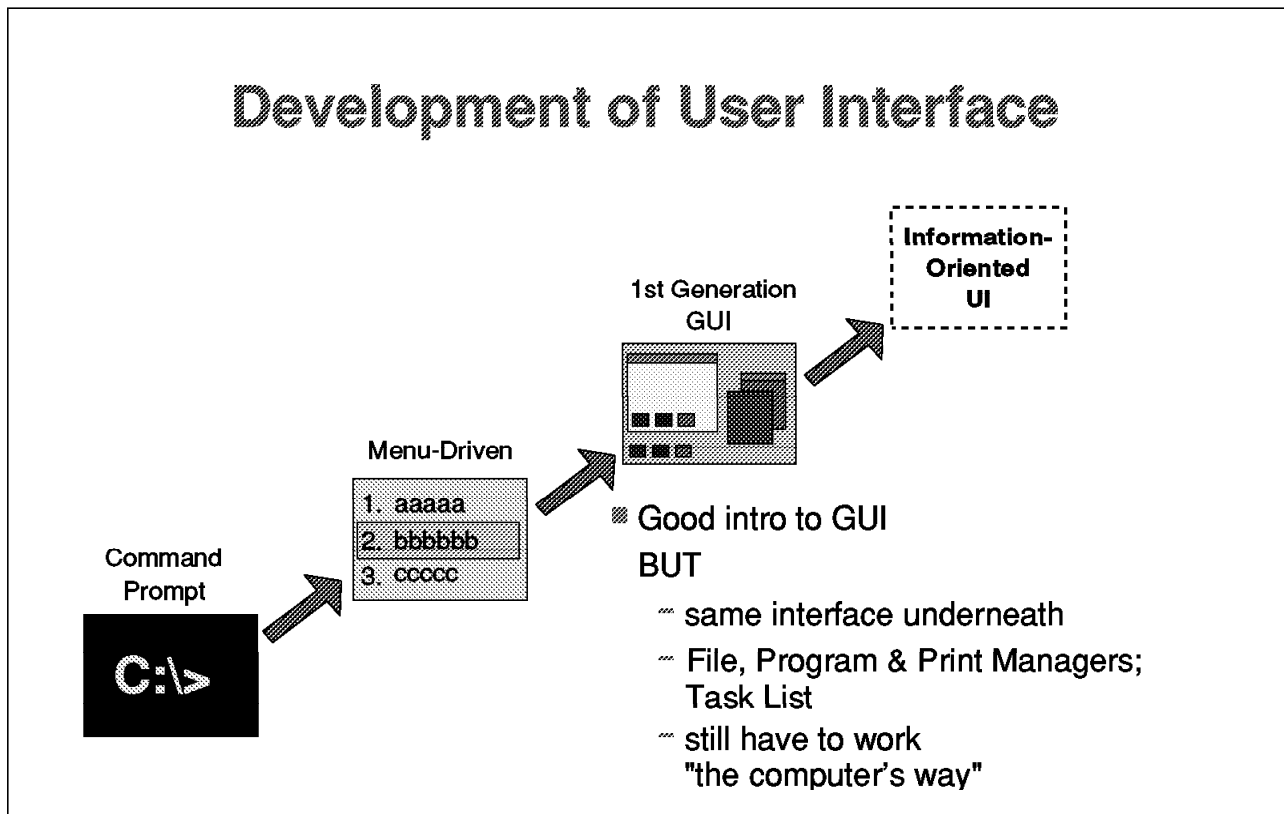 Development of User Interface
Command
Prompt
C:\>
Menu-Driven
1. aaaaa
2. bbbbbb
3. ccccc
1st Generation
GUI
Information-
Oriented
UI
Good intro to GUI
BUT
same interface underneath
File, Program & Print Managers;
Task List
still have to work
"the computer's way"